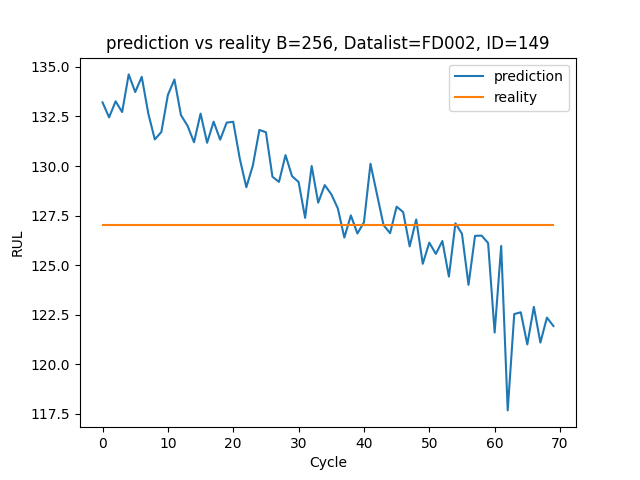 prediction vs reality B=256, Datalist=FD002, ID=149
prediction
reality
135.0
132.5
130.0
127.5
125.0
122.5
120.0
117.5
RUL
0 10 20 30 40 50 60 70
Cycle